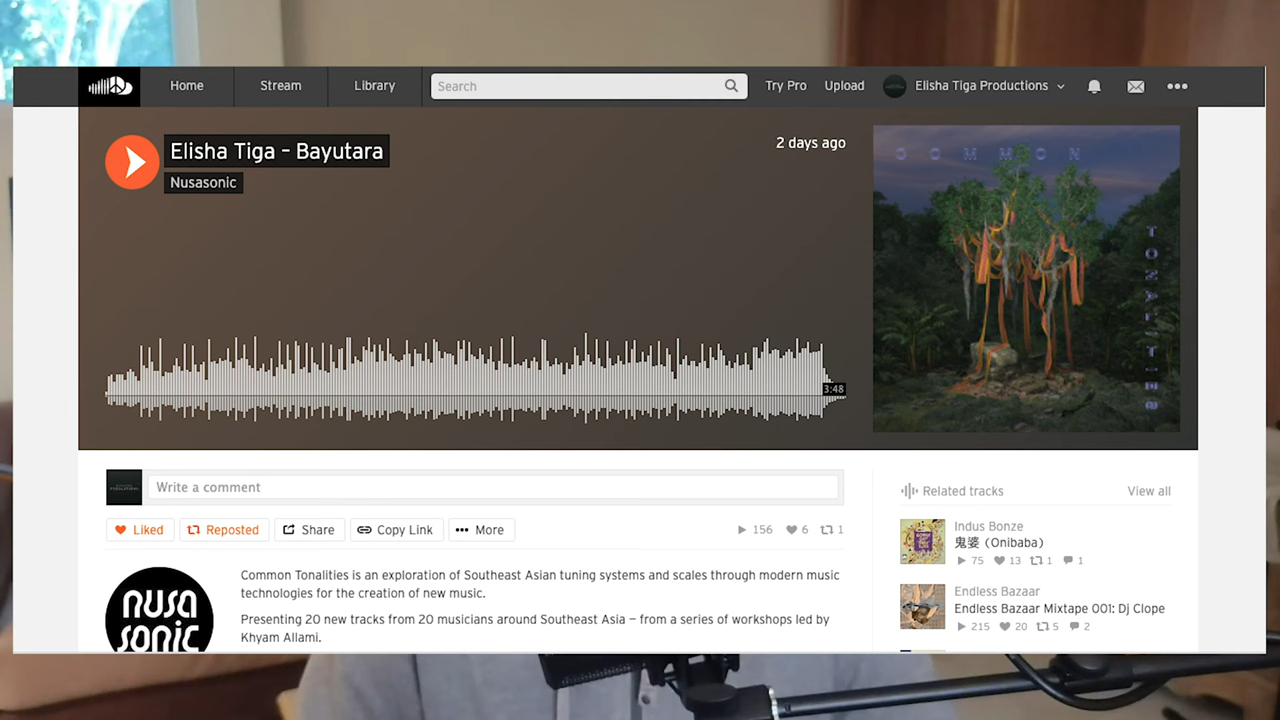 Home
Stream
Library
Search
Try Pro
Upload
Elisha Tiga Productions
Elisha Tiga – Bayutara
Nusasonic
2 days ago
COMMON
TONALITIES
3:48
Write a comment
Liked
Reposted
Share
Copy Link
More
156
6
1
nusa
sonic
Common Tonalities is an exploration of Southeast Asian tuning systems and scales through modern music
technologies for the creation of new music.
Presenting 20 new tracks from 20 musicians around Southeast Asia – from a series of workshops led by
Khyam Allami.
Related tracks
View all
Indus Bonze
鬼婆 (Onibaba)
75
13
1
1
Endless Bazaar
Endless Bazaar Mixtape 001: Dj Clope
215
20
5
2